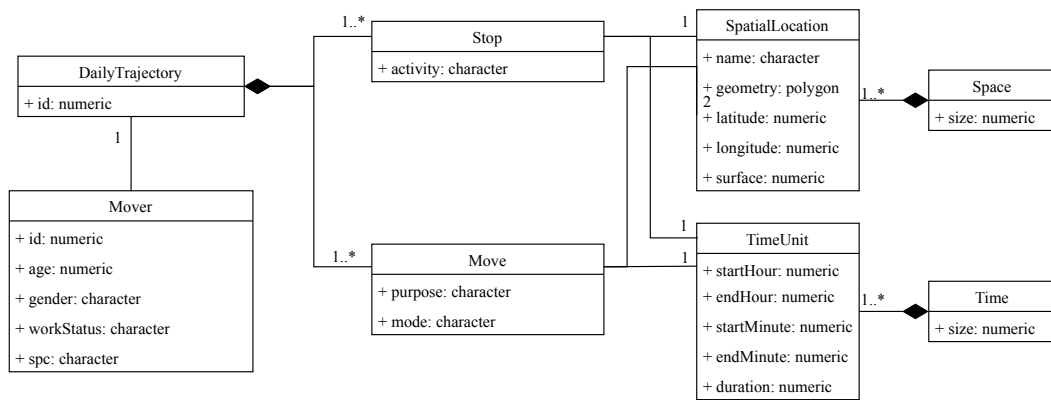 DailyTrajectory
+ id: numeric
1
Mover
+ id: numeric
+ age: numeric
+ gender: character
+ workStatus: character
+ spc: character
1..*
Stop
+ activity: character
1..*
Move
+ purpose: character
+ mode: character
1
SpatialLocation
+ name: character
+ geometry: polygon
2
+ latitude: numeric
+ longitude: numeric
+ surface: numeric
1..*
Space
+ size: numeric
1
1
TimeUnit
+ startHour: numeric
+ endHour: numeric
+ startMinute: numeric
+ endMinute: numeric
+ duration: numeric
1..*
Time
+ size: numeric